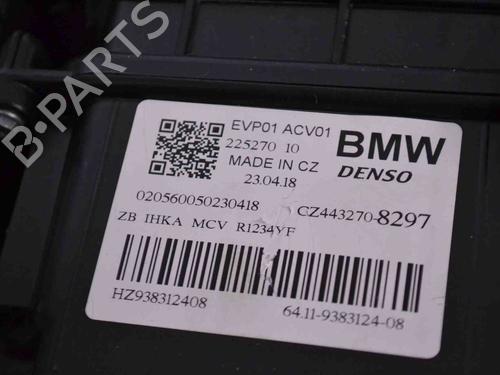 B-PARTS
EVP01 ACV01
225270 10
MADE IN CZ
23.04.18
BMW
DENSO
020560050230418
CZ443270-8297
ZB IHKA MCV R1234YF
HZ938312408
64.11-9383124-08